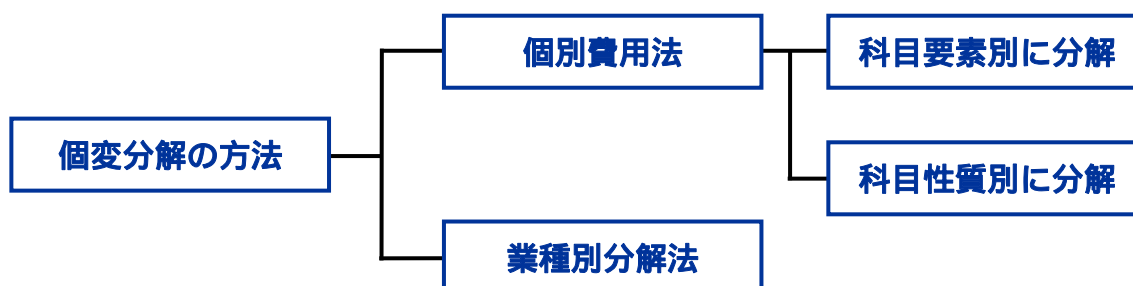 個変分解の方法
個別費用法
科目要素別に分解
科目性質別に分解
業種別分解法